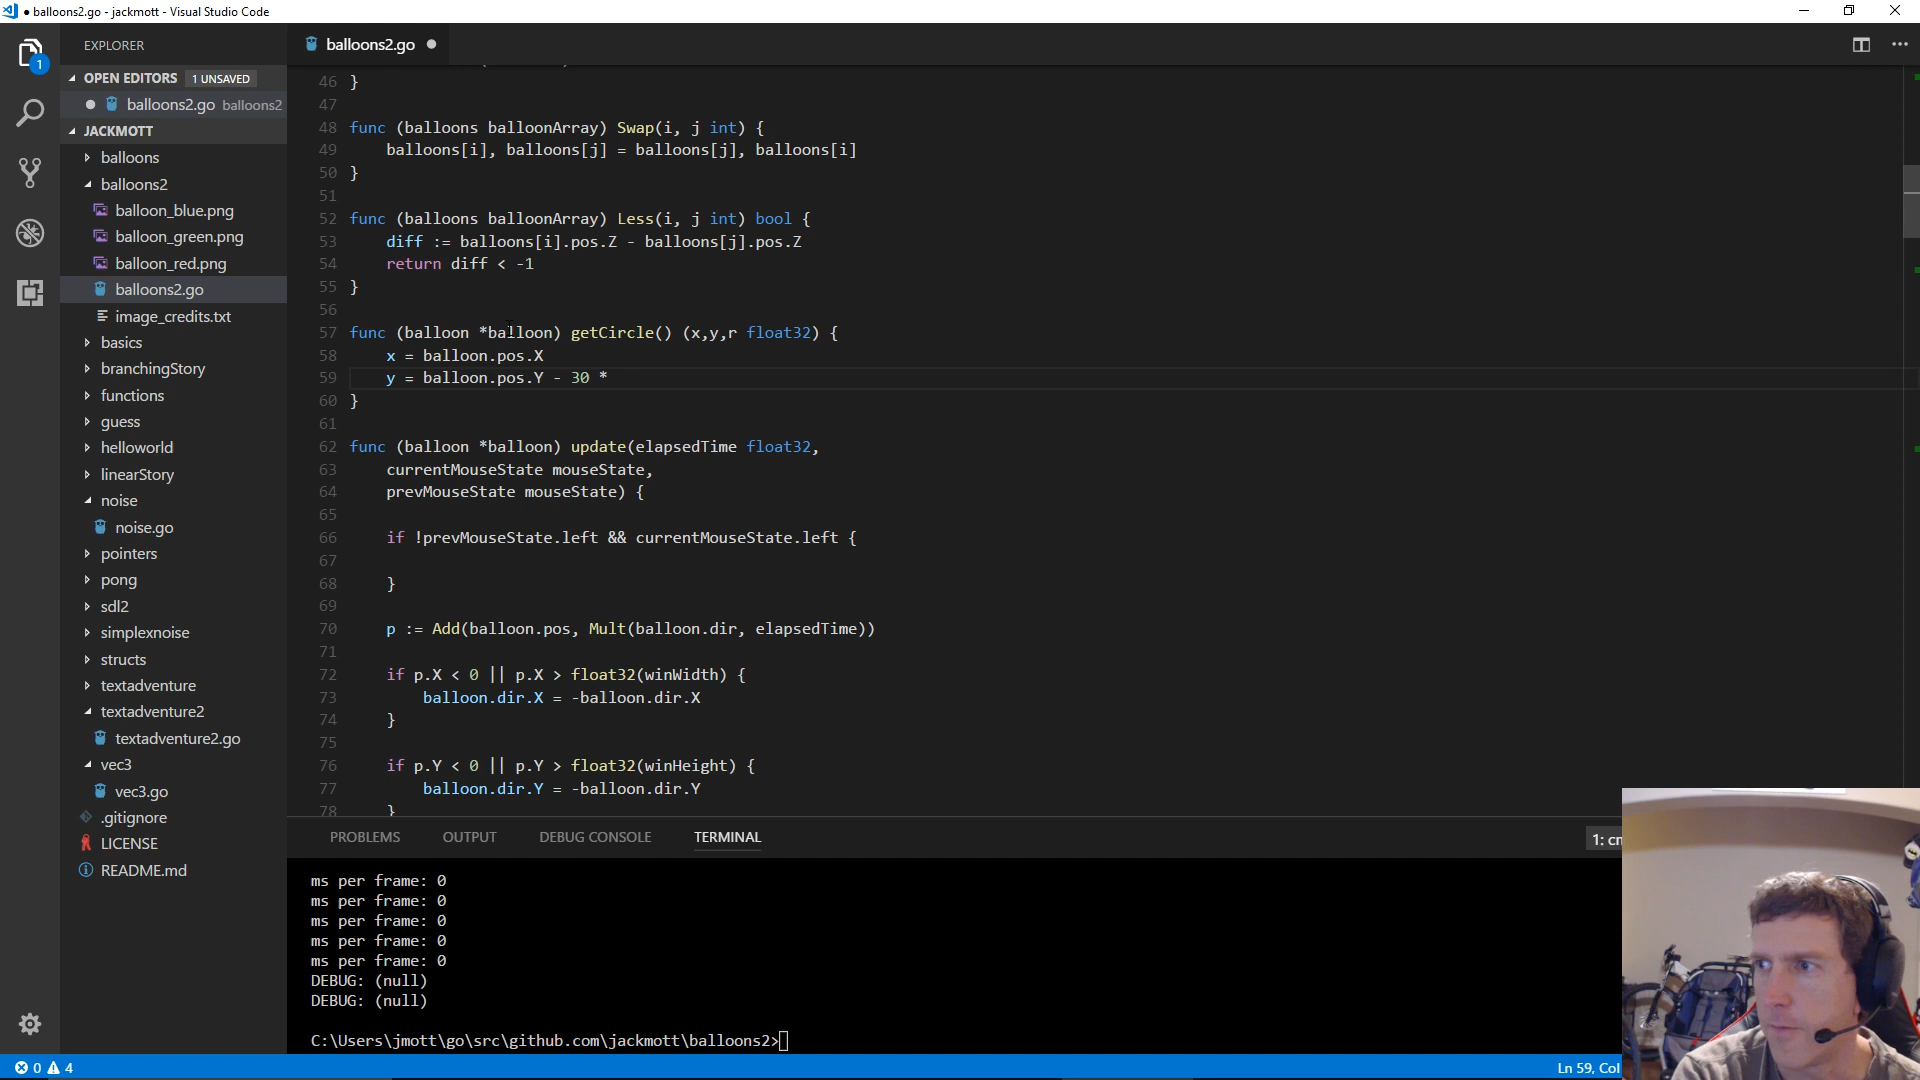 balloons2.go - jackmott - Visual Studio Code
EXPLORER
OPEN EDITORS 1 UNSAVED
balloons2.go balloons2
JACKMOTT
balloons
balloons2
balloon_blue.png
balloon_green.png
balloon_red.png
balloons2.go
image_credits.txt
basics
branchingStory
functions
guess
helloworld
linearStory
noise
noise.go
pointers
pong
sdl2
simplexnoise
structs
textadventure
textadventure2
textadventure2.go
vec3
vec3.go
.gitignore
LICENSE
README.md
1
balloons2.go
46 }
47
48 func (balloons balloonArray) Swap(i, j int) {
49 balloons[i], balloons[j] = balloons[j], balloons[i]
50 }
51
52 func (balloons balloonArray) Less(i, j int) bool {
53 diff := balloons[i].pos.Z - balloons[j].pos.Z
54 return diff < -1
55 }
56
57 func (balloon *balloon) getCircle() (x,y,r float32) {
58 x = balloon.pos.X
59 y = balloon.pos.Y - 30 *
60 }
61
62 func (balloon *balloon) update(elapsedTime float32,
63 currentMouseState mouseState,
64 prevMouseState mouseState) {
65
66 if !prevMouseState.left && currentMouseState.left {
67
68 }
69
70 p := Add(balloon.pos, Mult(balloon.dir, elapsedTime))
71
72 if p.X < 0 || p.X > float32(winWidth) {
73 balloon.dir.X = -balloon.dir.X
74 }
75
76 if p.Y < 0 || p.Y > float32(winHeight) {
77 balloon.dir.Y = -balloon.dir.Y
78 }
PROBLEMS OUTPUT DEBUG CONSOLE TERMINAL
1: cm
ms per frame: 0
ms per frame: 0
ms per frame: 0
ms per frame: 0
ms per frame: 0
DEBUG: (null)
DEBUG: (null)
C:\Users\jmott\go\src\github.com\jackmott\balloons2>
0 4
Ln 59, Col